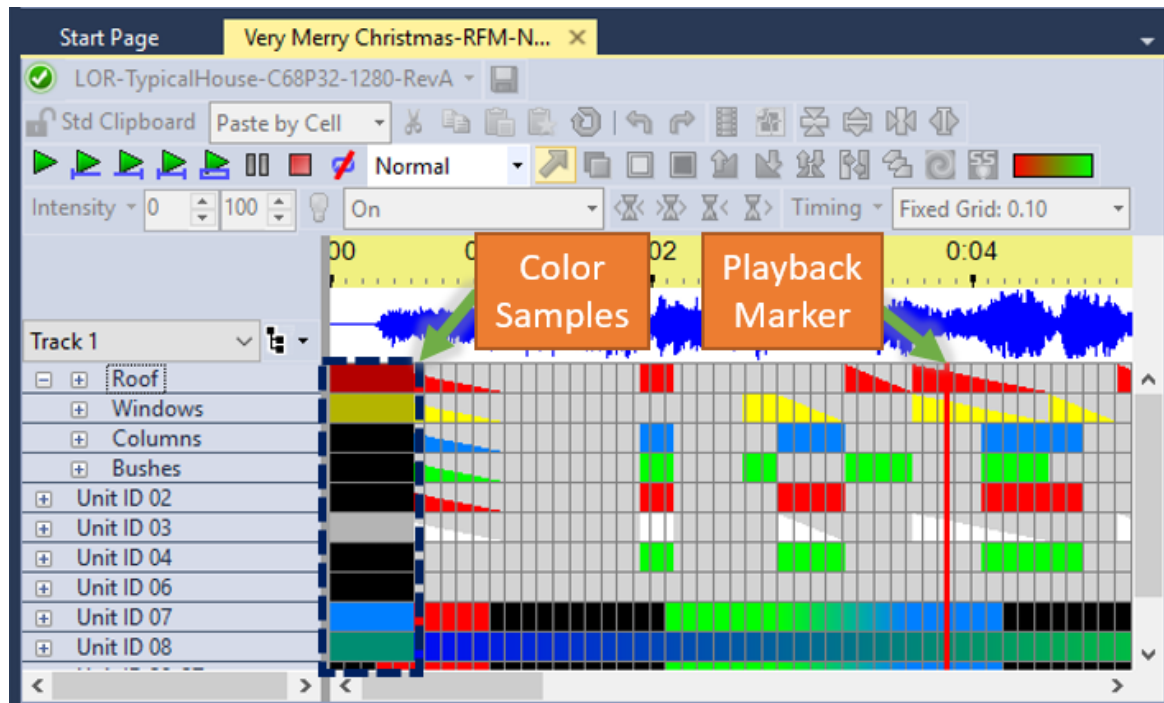 Start Page
Very Merry Christmas-RFM-N...
LOR-TypicalHouse-C68P32-1280-RevA
Std Clipboard Paste by Cell
Normal
Intensity 0 100 On Timing Fixed Grid: 0.10
00 02 0:04
Color
Samples
Playback
Marker
Track 1
Roof
Windows
Columns
Bushes
Unit ID 02
Unit ID 03
Unit ID 04
Unit ID 06
Unit ID 07
Unit ID 08